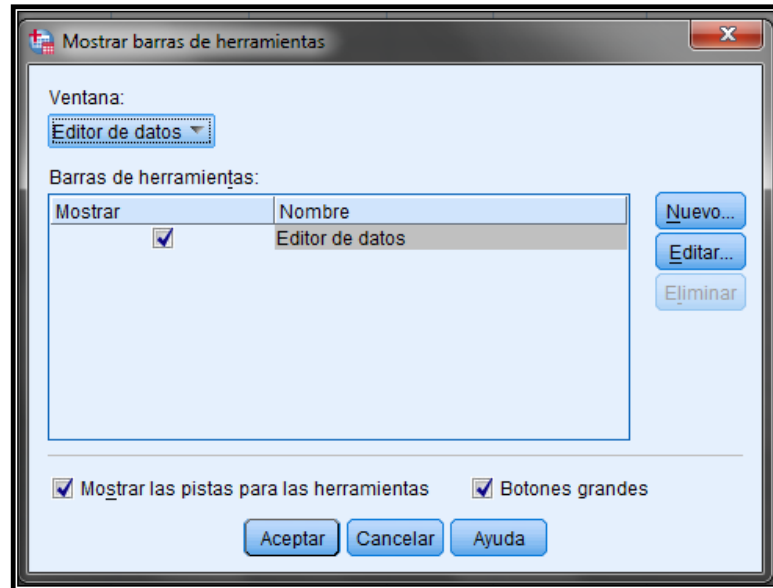 Mostrar barras de herramientas
Ventana:
Editor de datos
Barras de herramientas:
Mostrar Nombre
Editor de datos
Nuevo...
Editar...
Eliminar
Mostrar las pistas para las herramientas Botones grandes
Aceptar Cancelar Ayuda